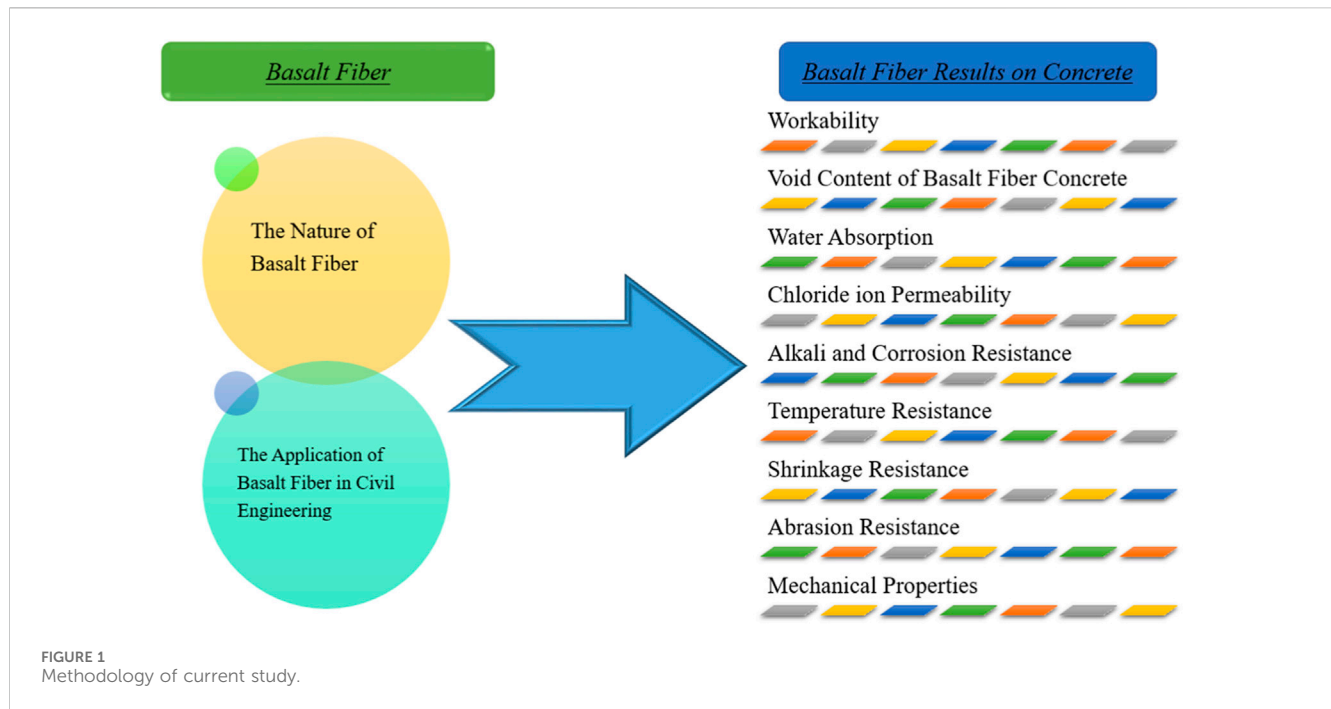 Basalt Fiber
The Nature of
Basalt Fiber
The Application of
Basalt Fiber in Civil
Engineering
Basalt Fiber Results on Concrete
Workability
Void Content of Basalt Fiber Concrete
Water Absorption
Chloride ion Permeability
Alkali and Corrosion Resistance
Temperature Resistance
Shrinkage Resistance
Abrasion Resistance
Mechanical Properties
FIGURE 1
Methodology of current study.